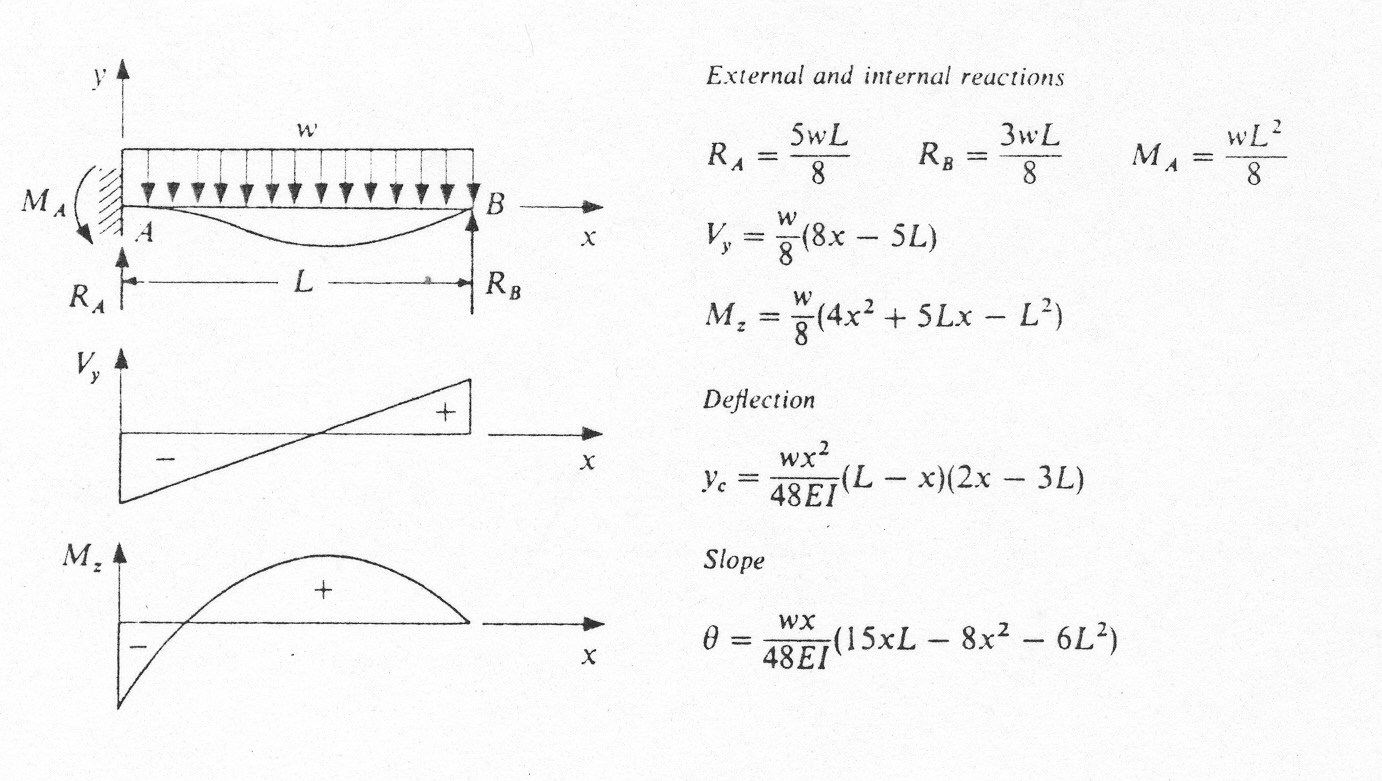 y
w
M_A
A
B
x
R_A
L
R_B
V_y
+
−
x
M_z
+
−
x
External and internal reactions
R_A = 5wL/8    R_B = 3wL/8    M_A = wL²/8
V_y = w/8(8x − 5L)
M_z = w/8(4x² + 5Lx − L²)
Deflection
y_c = wx²/48EI(L − x)(2x − 3L)
Slope
θ = wx/48EI(15xL − 8x² − 6L²)